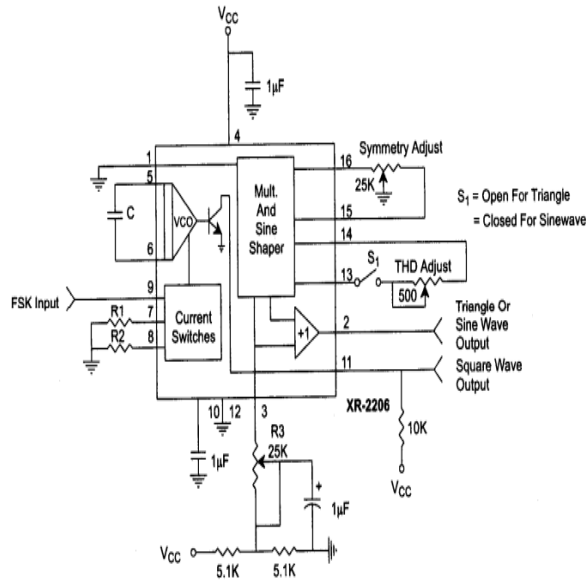 VCC
1µF
4
1
16
Symmetry Adjust
25K
5
Mult.
And
Sine
Shaper
S1 = Open For Triangle
= Closed For Sinewave
C
VCO
15
14
6
13
S1
THD Adjust
9
FSK Input
500
R1
7
Current
Switches
Triangle Or
Sine Wave
Output
+1
2
R2
8
11
Square Wave
Output
XR-2206
10
12
3
10K
R3
25K
1µF
VCC
+
1µF
VCC
5.1K
5.1K